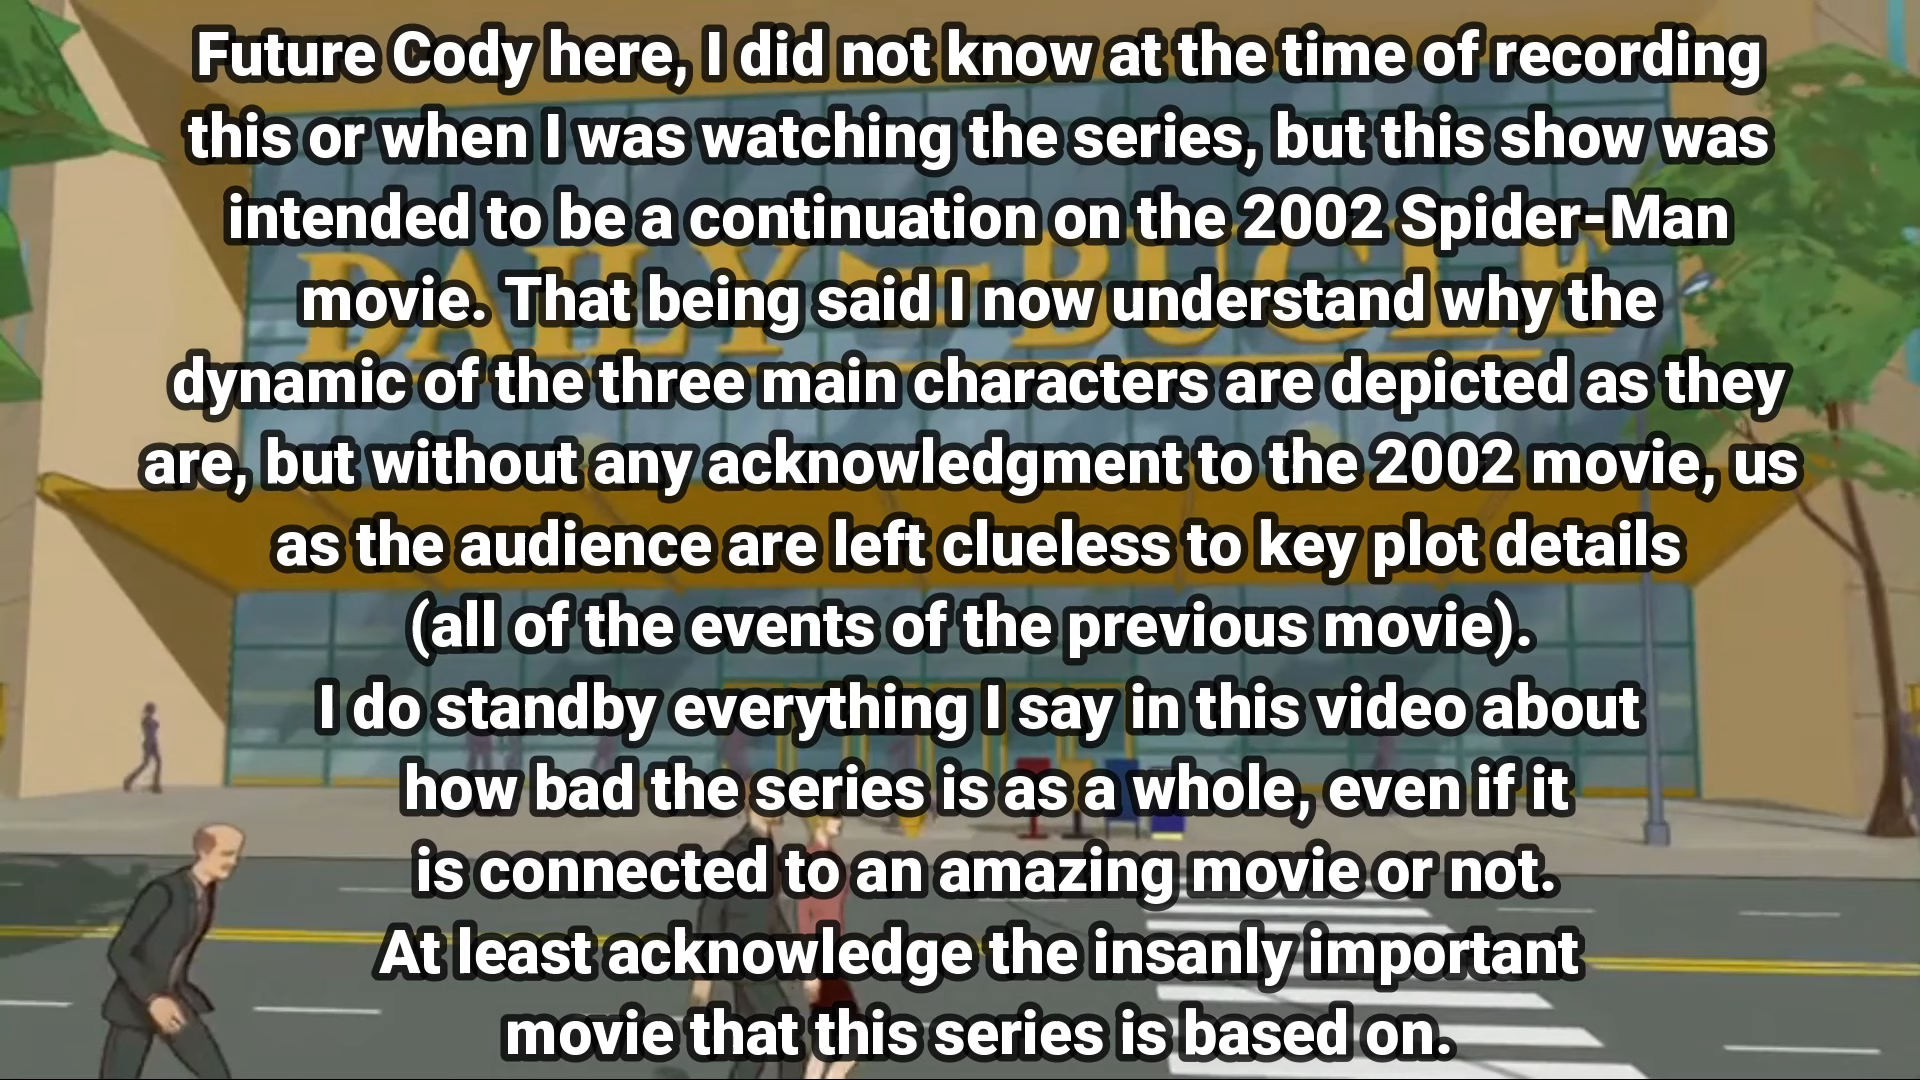 Future Cody here, I did not know at the time of recording
this or when I was watching the series, but this show was
intended to be a continuation on the 2002 Spider-Man
movie. That being said I now understand why the
dynamic of the three main characters are depicted as they
are, but without any acknowledgment to the 2002 movie, us
as the audience are left clueless to key plot details
(all of the events of the previous movie).
I do standby everything I say in this video about
how bad the series is as a whole, even if it
is connected to an amazing movie or not.
At least acknowledge the insanly important
movie that this series is based on.
DAILY BUGLE